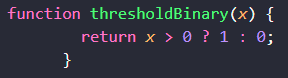 function thresholdBinary(x) {
return x > 0 ? 1 : 0;
}